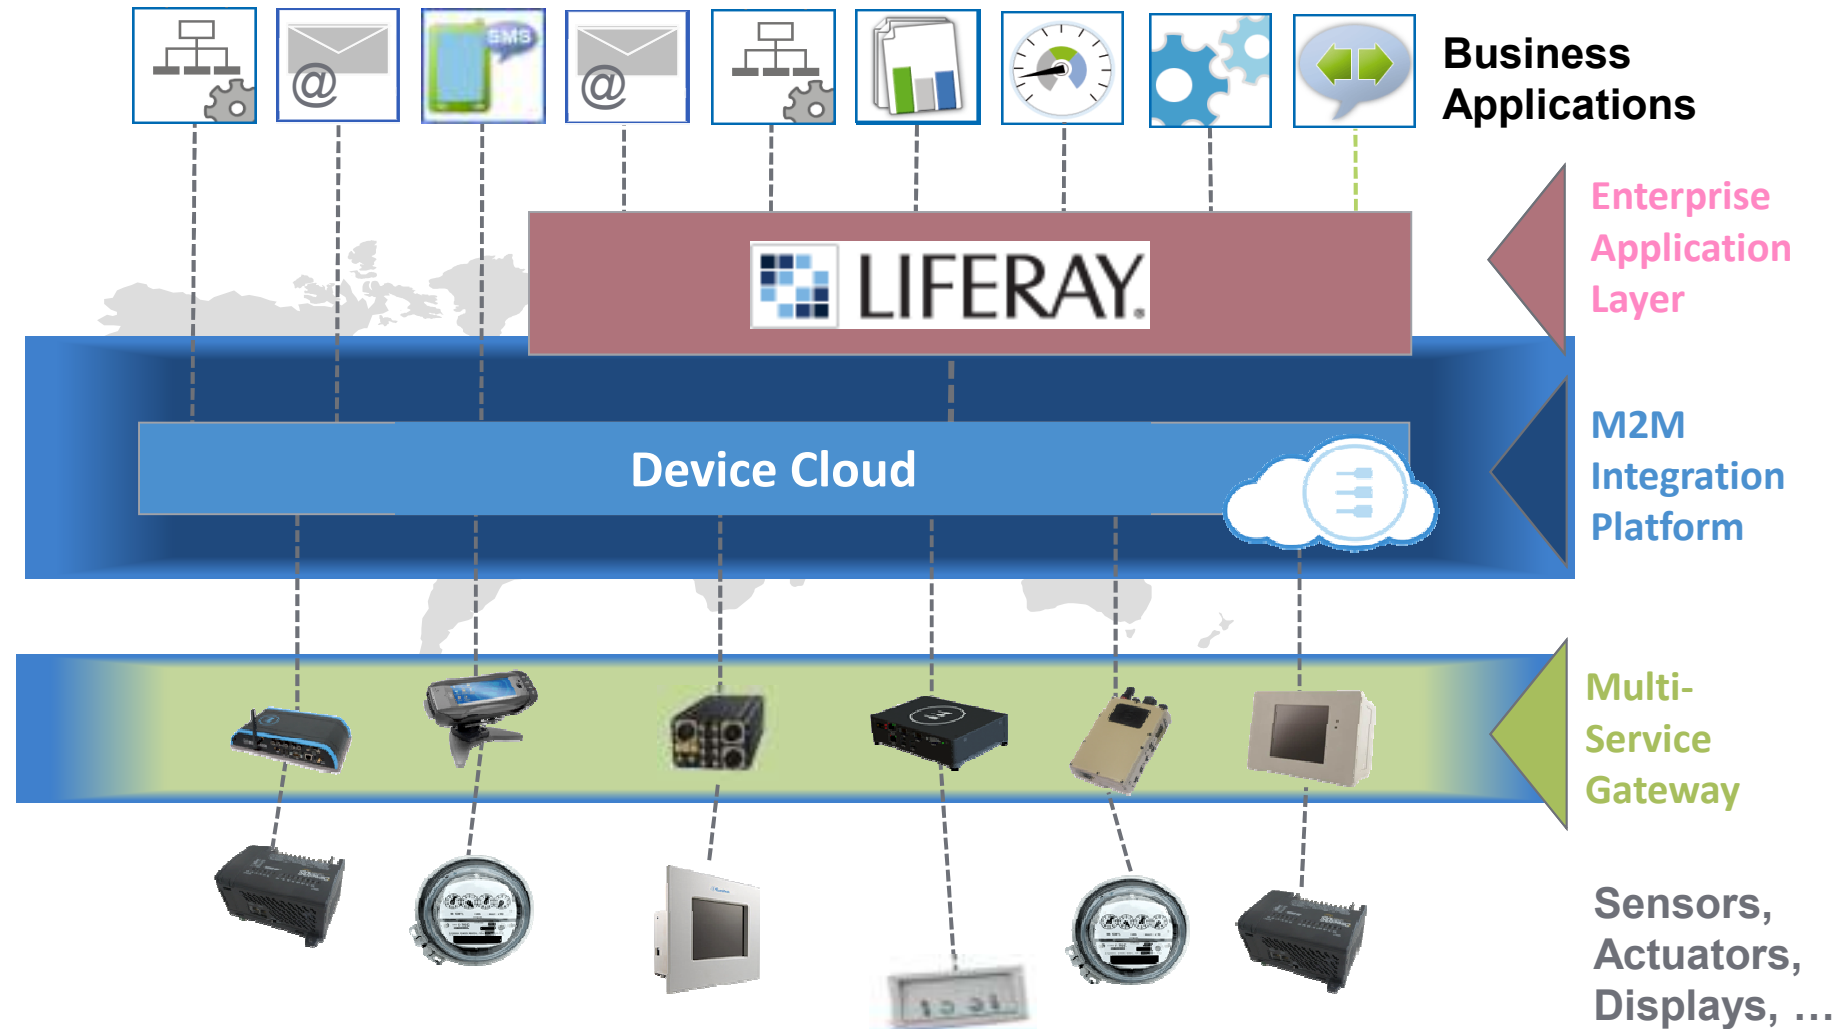 SMS
@
@
Business
Applications
Enterprise
Application
Layer
LIFERAY.
Device Cloud
M2M
Integration
Platform
Multi-
Service
Gateway
Sensors,
Actuators,
Displays, …